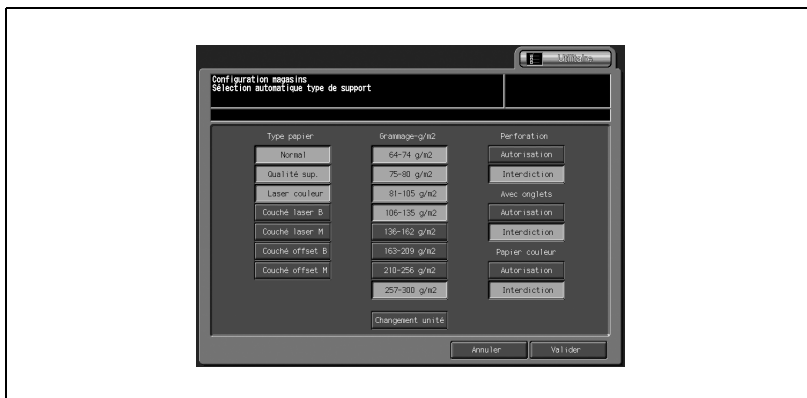 Utilités
Configuration magasins
Sélection automatique type de support
Type papier
Normal
Qualité sup.
Laser couleur
Couché laser B
Couché laser M
Couché offset B
Couché offset M
Grammage-g/m2
64-74 g/m2
75-80 g/m2
81-105 g/m2
106-135 g/m2
136-162 g/m2
163-209 g/m2
210-256 g/m2
257-300 g/m2
Changement unité
Perforation
Autorisation
Interdiction
Avec onglets
Autorisation
Interdiction
Papier couleur
Autorisation
Interdiction
Annuler
Valider